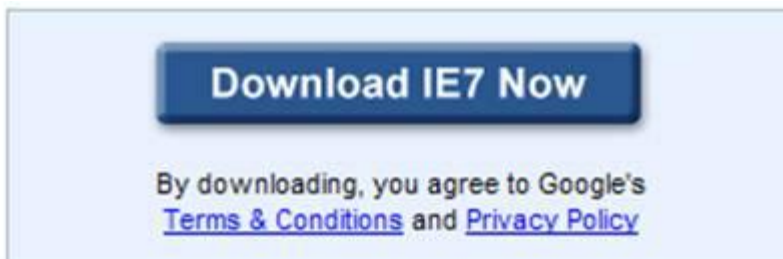 Download IE7 Now
By downloading, you agree to Google's
Terms & Conditions and Privacy Policy